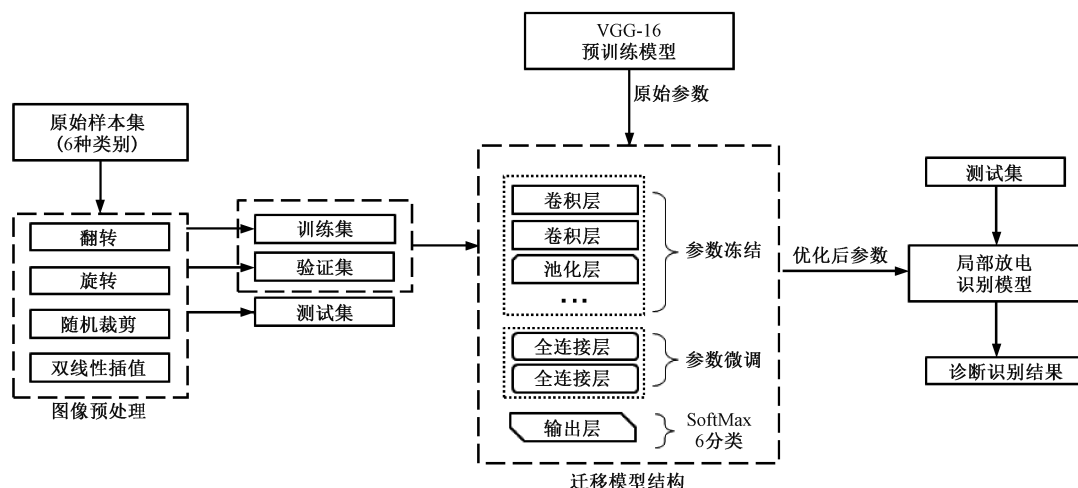 VGG-16
预训练模型
原始参数
原始样本集
(6种类别)
翻转
旋转
随机裁剪
双线性插值
图像预处理
训练集
验证集
测试集
卷积层
卷积层
池化层
...
参数冻结
全连接层
全连接层
参数微调
输出层
SoftMax
6分类
迁移模型结构
优化后参数
测试集
局部放电
识别模型
诊断识别结果